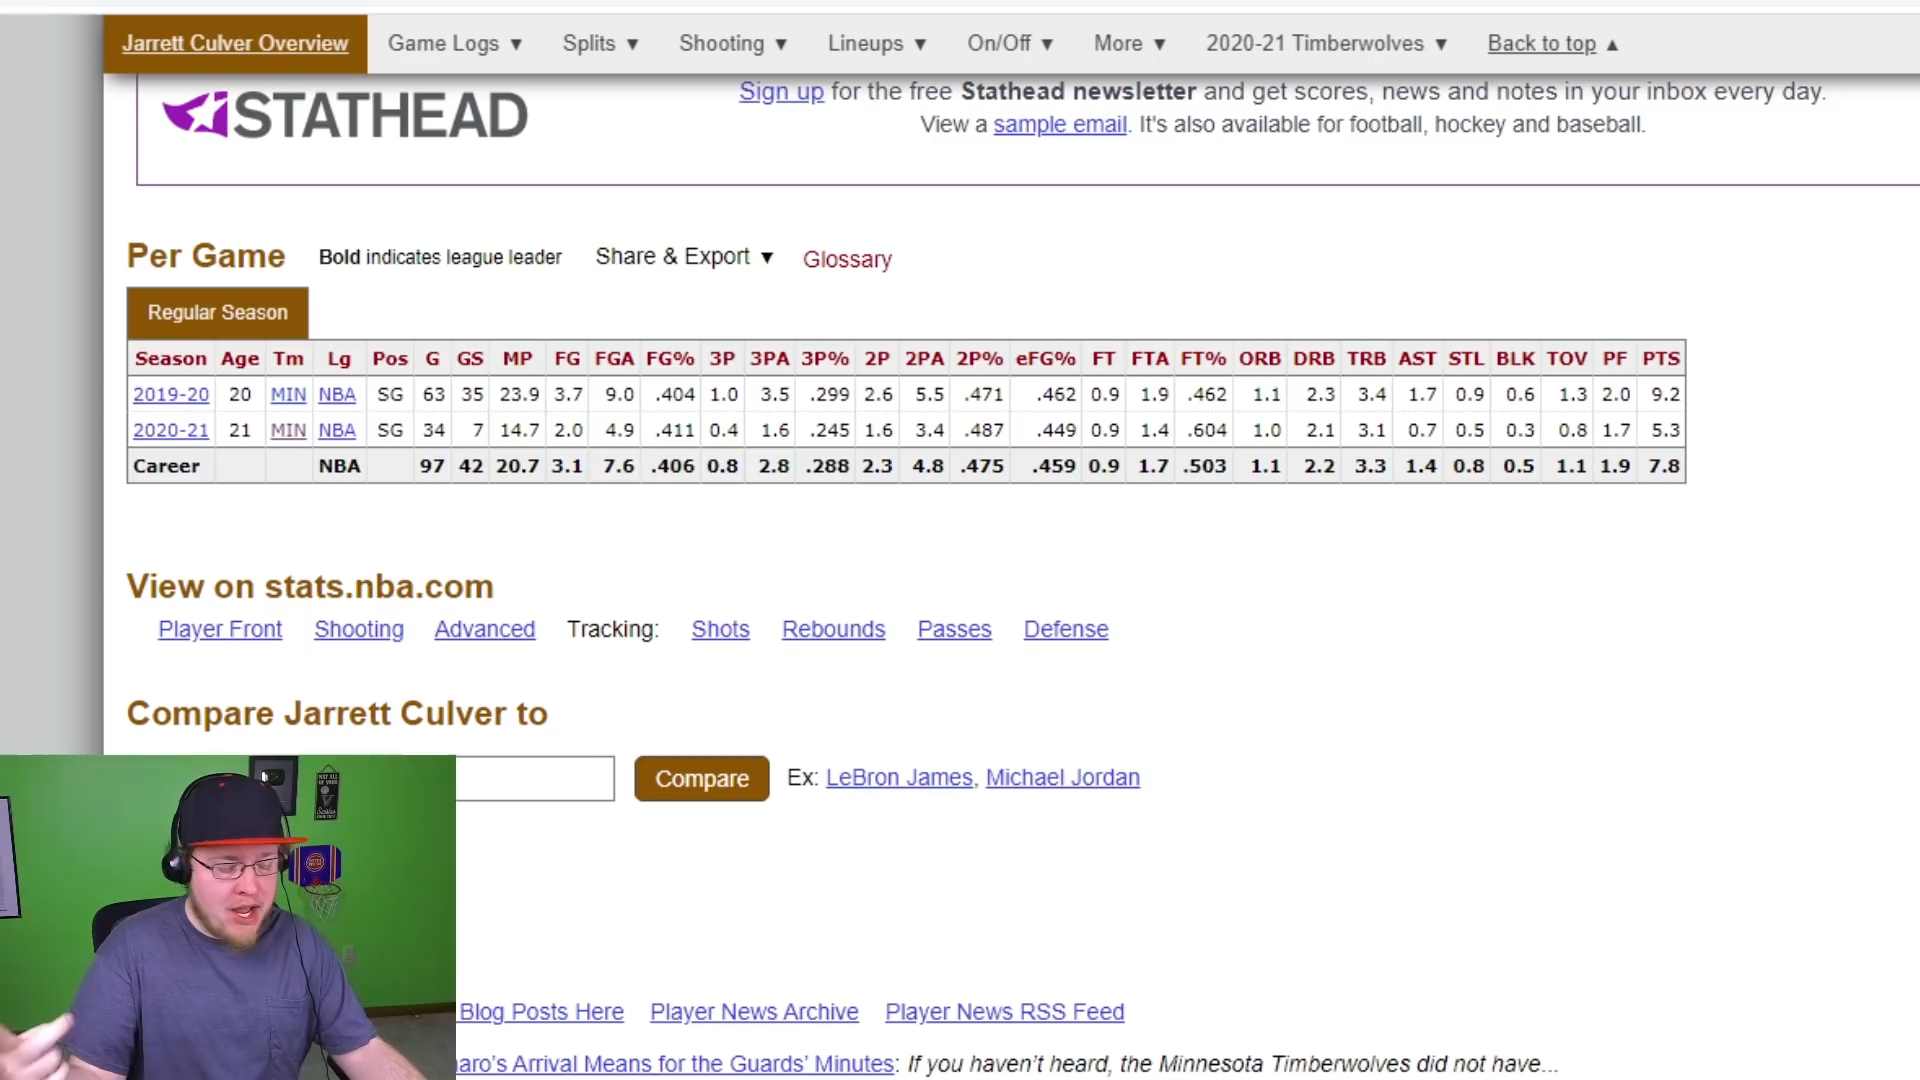 Jarrett Culver Overview Game Logs ▼ Splits ▼ Shooting ▼ Lineups ▼ On/Off ▼ More ▼ 2020-21 Timberwolves ▼ Back to top ▲
STATHEAD
Sign up for the free Stathead newsletter and get scores, news and notes in your inbox every day.
View a sample email. It's also available for football, hockey and baseball.
Per Game Bold indicates league leader Share & Export ▼ Glossary
Regular Season
Season Age Tm Lg Pos G GS MP FG FGA FG% 3P 3PA 3P% 2P 2PA 2P% eFG% FT FTA FT% ORB DRB TRB AST STL BLK TOV PF PTS
2019-20 20 MIN NBA SG 63 35 23.9 3.7 9.0 .404 1.0 3.5 .299 2.6 5.5 .471 .462 0.9 1.9 .462 1.1 2.3 3.4 1.7 0.9 0.6 1.3 2.0 9.2
2020-21 21 MIN NBA SG 34 7 14.7 2.0 4.9 .411 0.4 1.6 .245 1.6 3.4 .487 .449 0.9 1.4 .604 1.0 2.1 3.1 0.7 0.5 0.3 0.8 1.7 5.3
Career NBA 97 42 20.7 3.1 7.6 .406 0.8 2.8 .288 2.3 4.8 .475 .459 0.9 1.7 .503 1.1 2.2 3.3 1.4 0.8 0.5 1.1 1.9 7.8
View on stats.nba.com
Player Front Shooting Advanced Tracking: Shots Rebounds Passes Defense
Compare Jarrett Culver to
Compare Ex: LeBron James, Michael Jordan
MAY ALL
Blog Posts Here Player News Archive Player News RSS Feed
aro's Arrival Means for the Guards' Minutes: If you haven't heard, the Minnesota Timberwolves did not have...